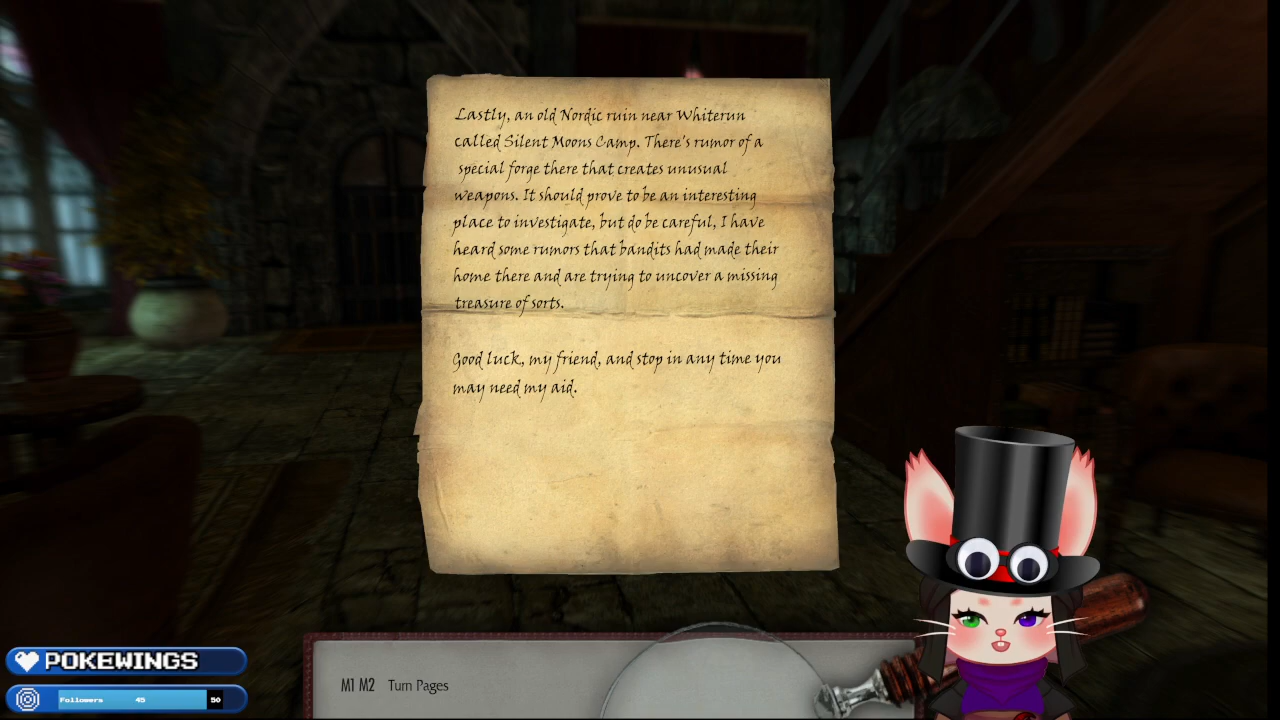 Lastly, an old Nordic ruin near Whiterun
called Silent Moons Camp. There's rumor of a
special forge there that creates unusual
weapons. It should prove to be an interesting
place to investigate, but do be careful, I have
heard some rumors that bandits had made their
home there and are trying to uncover a missing
treasure of sorts.
Good luck, my friend, and stop in any time you
may need my aid.
POKEWINGS
Followers 45 50
M1 M2 Turn Pages